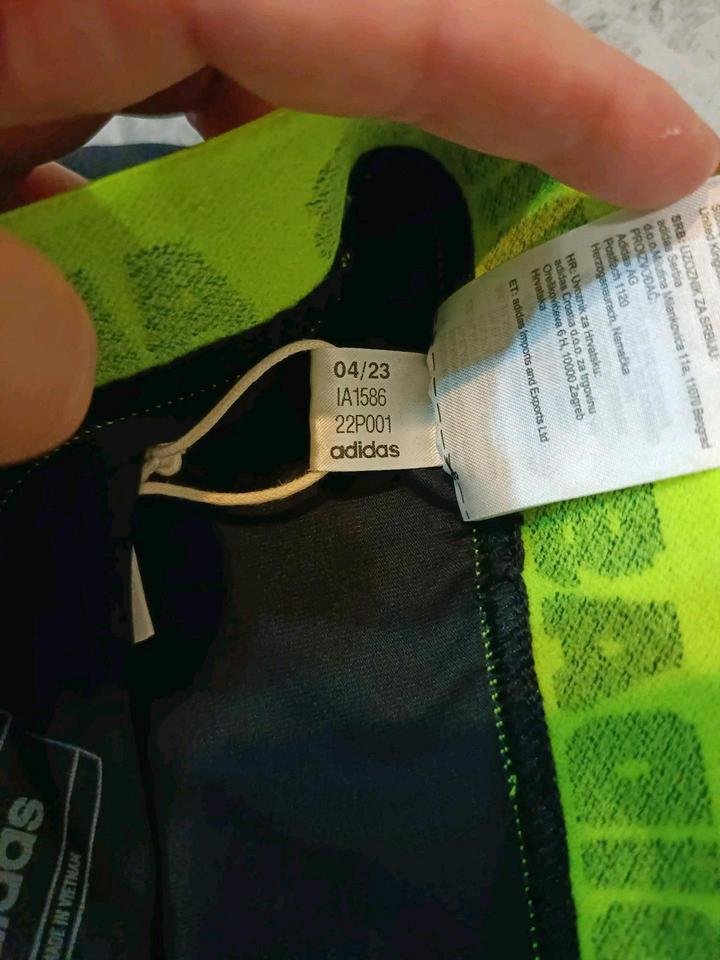 04/23
IA1586
22P001
adidas
SRB: UVOZNIK ZA SRBIJU:
adidas Serbia
d.o.o. Milutina Milankovića 11a, 11070 Beograd
PROIZVOĐAČ:
Adidas AG
Postfach 1120
Herzogenaurach, Nemačka
HR: Uvoznik za Hrvatsku:
adidas Croatia d.o.o. za trgovinu
6 H, 10000 Zagreb
Hrvatska
ET: adidas Imports and Exports Ltd
MADE IN VIETNAM